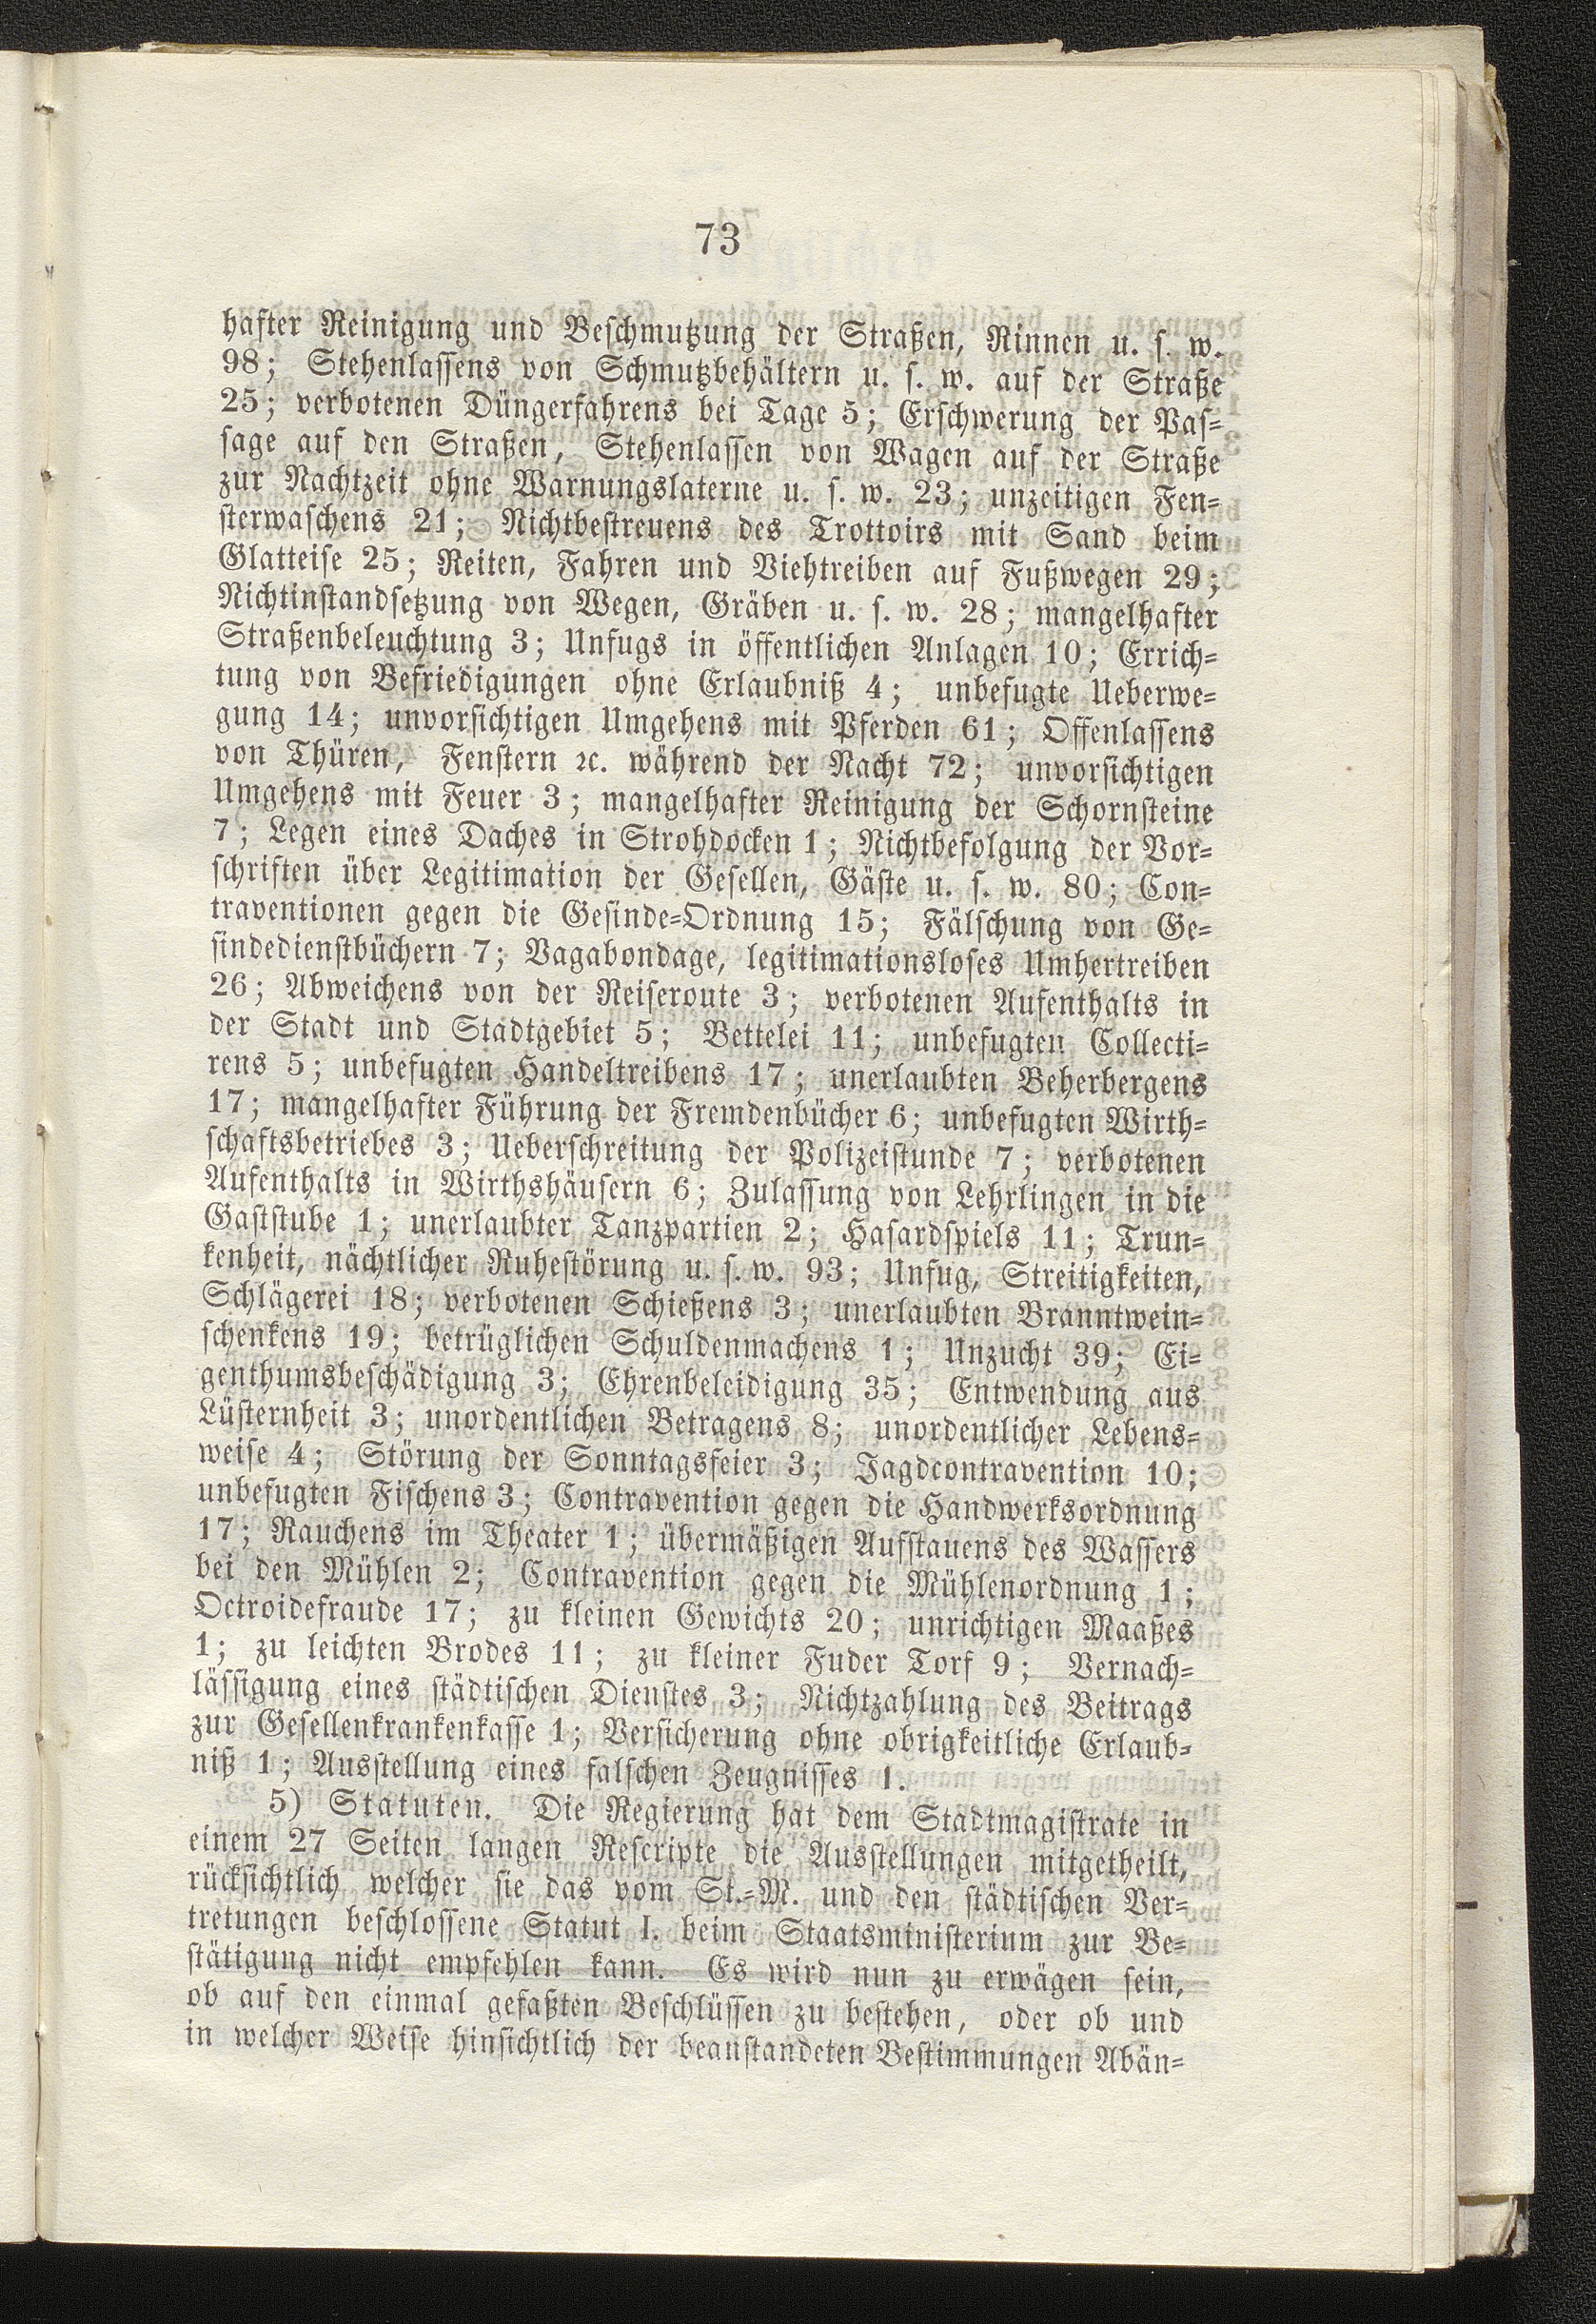 73
hafter Reinigung und Beschmutzung der Straßen, Rinnen u. s. w.
98; Stehenlassens von Schmutzbehältern u. s. w. auf der Straße
25; verbotenen Düngerfahrens bei Tage 5; Erschwerung der Pas-
sage auf den Straßen, Stehenlassen von Wagen auf der Straße
zur Nachtzeit ohne Warnungslaterne u. s. w. 23; unzeitigen Fen-
sterwaschens 21; Nichtbestreuens des Trottoirs mit Sand beim
Glatteise 25; Reiten, Fahren und Viehtreiben auf Fußwegen 29;
Nichtinstandsetzung von Wegen, Gräben u. s. w. 28; mangelhafter
Straßenbeleuchtung 3; Unfugs in öffentlichen Anlagen 10; Errich-
tung von Befriedigungen ohne Erlaubniß 4; unbefugte Ueberwe-
gung 14; unvorsichtigen Umgehens mit Pferden 61; Offenlassens
von Thüren, Fenstern ꝛc. während der Nacht 72; unvorsichtigen
Umgehens mit Feuer 3; mangelhafter Reinigung der Schornsteine
7; Legen eines Daches in Strohdocken 1; Nichtbefolgung der Vor-
schriften über Legitimation der Gesellen, Gäste u. s. w. 80; Con-
traventionen gegen die Gesinde-Ordnung 15; Fälschung von Ge-
sindedienstbüchern 7; Vagabondage, legitimationsloses Umhertreiben
26; Abweichens von der Reiseroute 3; verbotenen Aufenthalts in
der Stadt und Stadtgebiet 5; Bettelei 11; unbefugten Collecti-
rens 5; unbefugten Handeltreibens 17; unerlaubten Beherbergens
17; mangelhafter Führung der Fremdenbücher 6; unbefugten Wirth-
schaftsbetriebes 3; Ueberschreitung der Polizeistunde 7; verbotenen
Aufenthalts in Wirthshäusern 6; Zulassung von Lehrlingen in die
Gaststube 1; unerlaubter Tanzpartien 2; Hasardspiels 11; Trun-
kenheit, nächtlicher Ruhestörung u. s. w. 93; Unfug, Streitigkeiten,
Schlägerei 18; verbotenen Schießens 3; unerlaubten Branntwein-
schenkens 19; betrüglichen Schuldenmachens 1; Unzucht 39; Ei-
genthumsbeschädigung 3; Ehrenbeleidigung 35; Entwendung aus
Lüsternheit 3; unordentlichen Betragens 8; unordentlicher Lebens-
weise 4; Störung der Sonntagsfeier 3; Jagdcontravention 10;
unbefugten Fischens 3; Contravention gegen die Handwerksordnung
17; Rauchens im Theater 1; übermäßigen Aufstauens des Wassers
bei den Mühlen 2; Contravention gegen die Mühlenordnung 1;
Octroidefraude 17; zu kleinen Gewichts 20; unrichtigen Maaßes
1; zu leichten Brodes 11; zu kleiner Fuder Torf 9; Vernach-
lässigung eines städtischen Dienstes 3; Nichtzahlung des Beitrags
zur Gesellenkrankenkasse 1; Versicherung ohne obrigkeitliche Erlaub-
niß 1; Ausstellung eines falschen Zeugnisses 1.
5) Statuten. Die Regierung hat dem Stadtmagistrate in
einem 27 Seiten langen Rescripte die Ausstellungen mitgetheilt,
rücksichtlich welcher sie das vom St.-M. und den städtischen Ver-
tretungen beschlossene Statut I. beim Staatsministerium zur Be-
stätigung nicht empfehlen kann. Es wird nun zu erwägen sein,
ob auf den einmal gefaßten Beschlüssen zu bestehen, oder ob und
in welcher Weise hinsichtlich der beanstandeten Bestimmungen Abän-